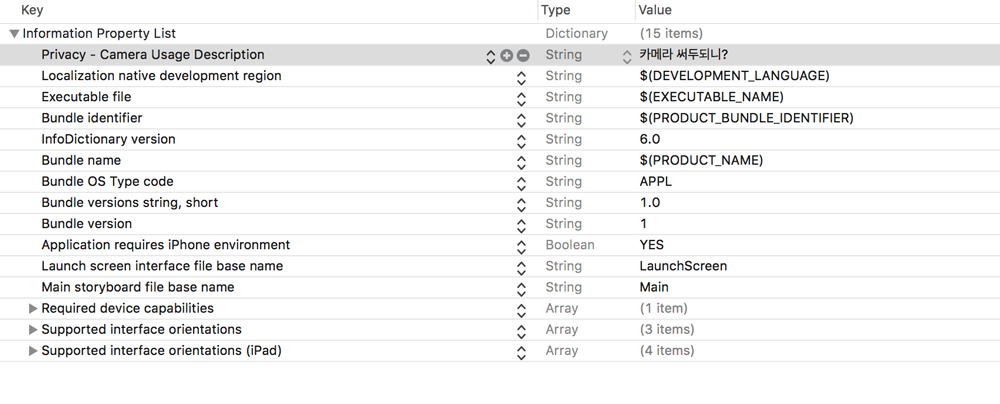 Key Type Value
Information Property List Dictionary (15 items)
Privacy - Camera Usage Description String 카메라 써두되니?
Localization native development region String $(DEVELOPMENT_LANGUAGE)
Executable file String $(EXECUTABLE_NAME)
Bundle identifier String $(PRODUCT_BUNDLE_IDENTIFIER)
InfoDictionary version String 6.0
Bundle name String $(PRODUCT_NAME)
Bundle OS Type code String APPL
Bundle versions string, short String 1.0
Bundle version String 1
Application requires iPhone environment Boolean YES
Launch screen interface file base name String LaunchScreen
Main storyboard file base name String Main
Required device capabilities Array (1 item)
Supported interface orientations Array (3 items)
Supported interface orientations (iPad) Array (4 items)